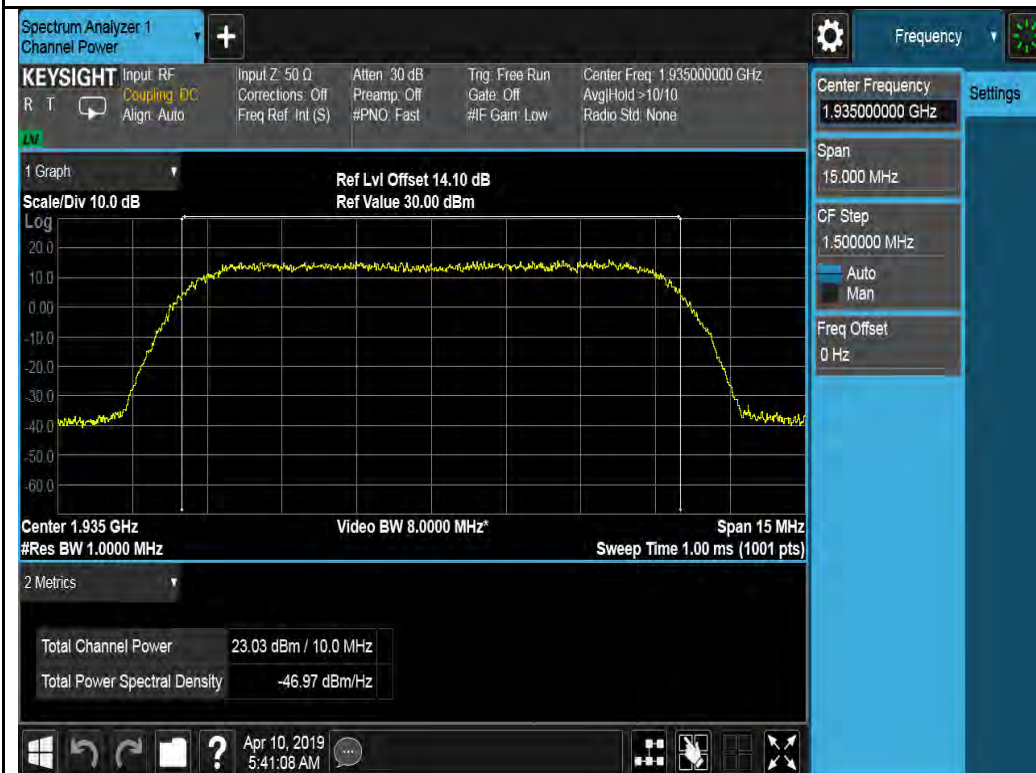 Spectrum Analyzer 1
Channel Power
+
Frequency
KEYSIGHT
R T
LNI
Input: RF
Coupling: DC
Align: Auto
Input Z: 50 Ω
Corrections: Off
Freq Ref: Int (S)
Atten: 30 dB
Preamp: Off
#PNO: Fast
Trig: Free Run
Gate: Off
#IF Gain: Low
Center Freq: 1.935000000 GHz
Avg|Hold >10/10
Radio Std: None
Center Frequency
1.935000000 GHz
Settings
Span
15.000 MHz
CF Step
1.500000 MHz
Auto
Man
Freq Offset
0 Hz
1 Graph
Scale/Div 10.0 dB
Ref Lvl Offset 14.10 dB
Ref Value 30.00 dBm
Log
20.0
10.0
0.00
-10.0
-20.0
-30.0
-40.0
-50.0
-60.0
Center 1.935 GHz
#Res BW 1.0000 MHz
Video BW 8.0000 MHz*
Span 15 MHz
Sweep Time 1.00 ms (1001 pts)
2 Metrics
Total Channel Power 23.03 dBm / 10.0 MHz
Total Power Spectral Density -46.97 dBm/Hz
?
Apr 10, 2019
5:41:08 AM